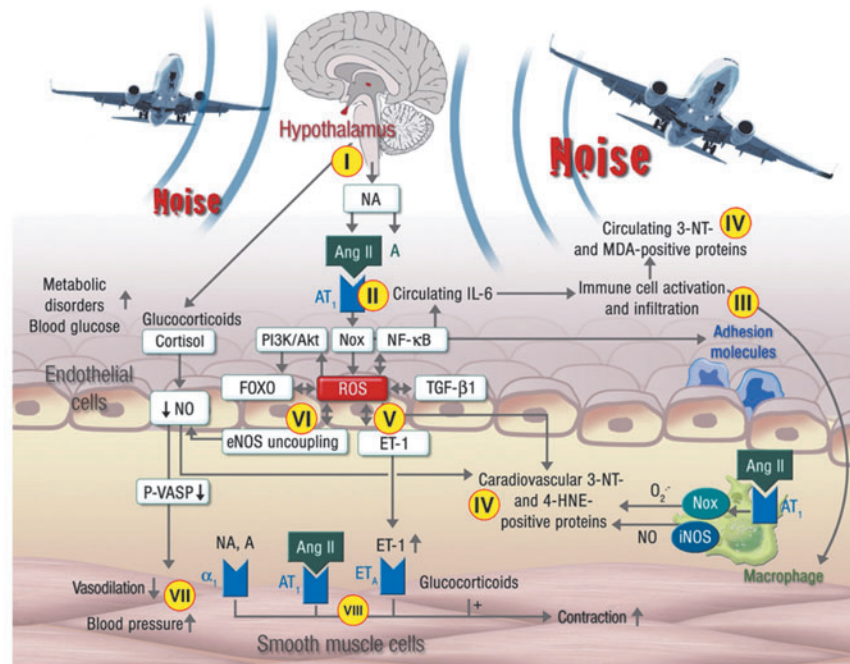 Hypothalamus
Noise
Noise
I
NA
Ang II
A
AT1
II
Circulating IL-6
Circulating 3-NT-
and MDA-positive proteins
IV
Immune cell activation
and infiltration
III
Metabolic
disorders
Blood glucose
Glucocorticoids
Cortisol
PI3K/Akt
Nox
NF-κB
Adhesion
molecules
Endothelial
cells
FOXO
ROS
TGF-β1
↓ NO
VI
V
eNOS uncoupling
ET-1
P-VASP↓
Caradiovascular 3-NT-
and 4-HNE-
positive proteins
IV
O2·-
NO
Nox
iNOS
Ang II
AT1
Macrophage
NA, A
α1
Ang II
AT1
ET-1
ETA
Glucocorticoids
+
Vasodilation
VII
Blood pressure
VIII
Contraction
Smooth muscle cells